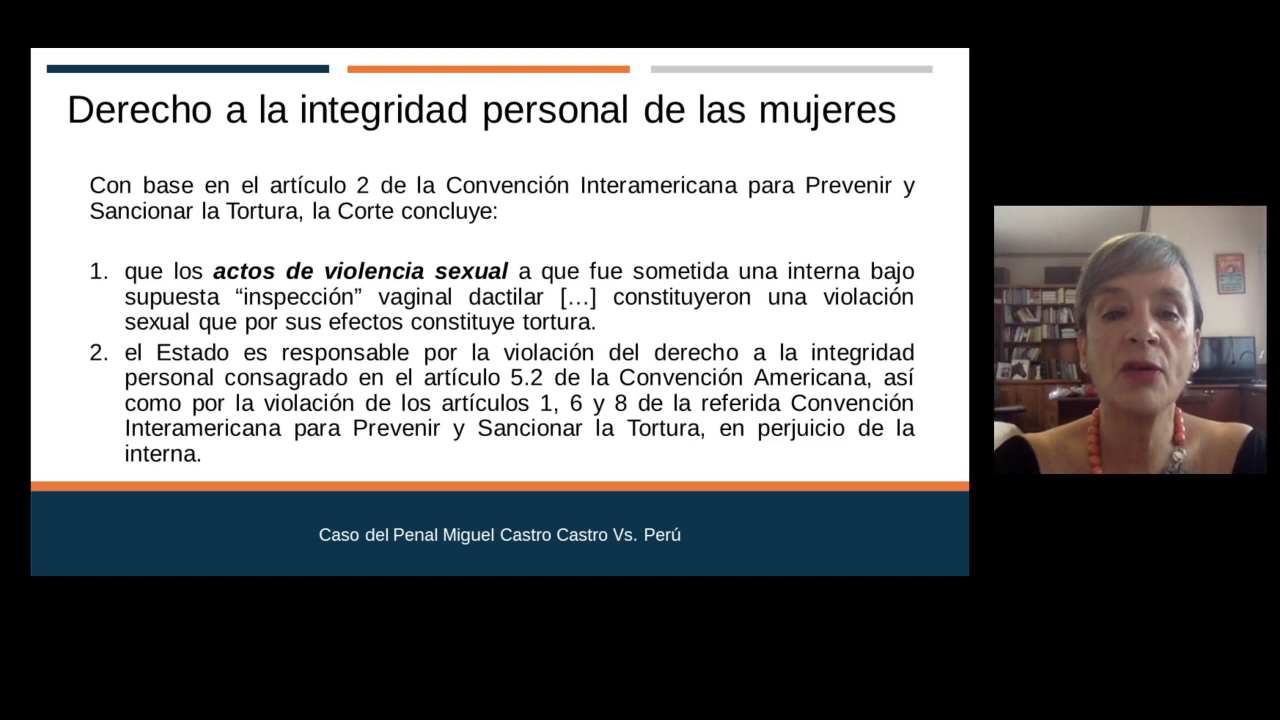 Derecho a la integridad personal de las mujeres
Con base en el artículo 2 de la Convención Interamericana para Prevenir y
Sancionar la Tortura, la Corte concluye:
1. que los actos de violencia sexual a que fue sometida una interna bajo
supuesta “inspección” vaginal dactilar […] constituyeron una violación
sexual que por sus efectos constituye tortura.
2. el Estado es responsable por la violación del derecho a la integridad
personal consagrado en el artículo 5.2 de la Convención Americana, así
como por la violación de los artículos 1, 6 y 8 de la referida Convención
Interamericana para Prevenir y Sancionar la Tortura, en perjuicio de la
interna.
Caso del Penal Miguel Castro Castro Vs. Perú